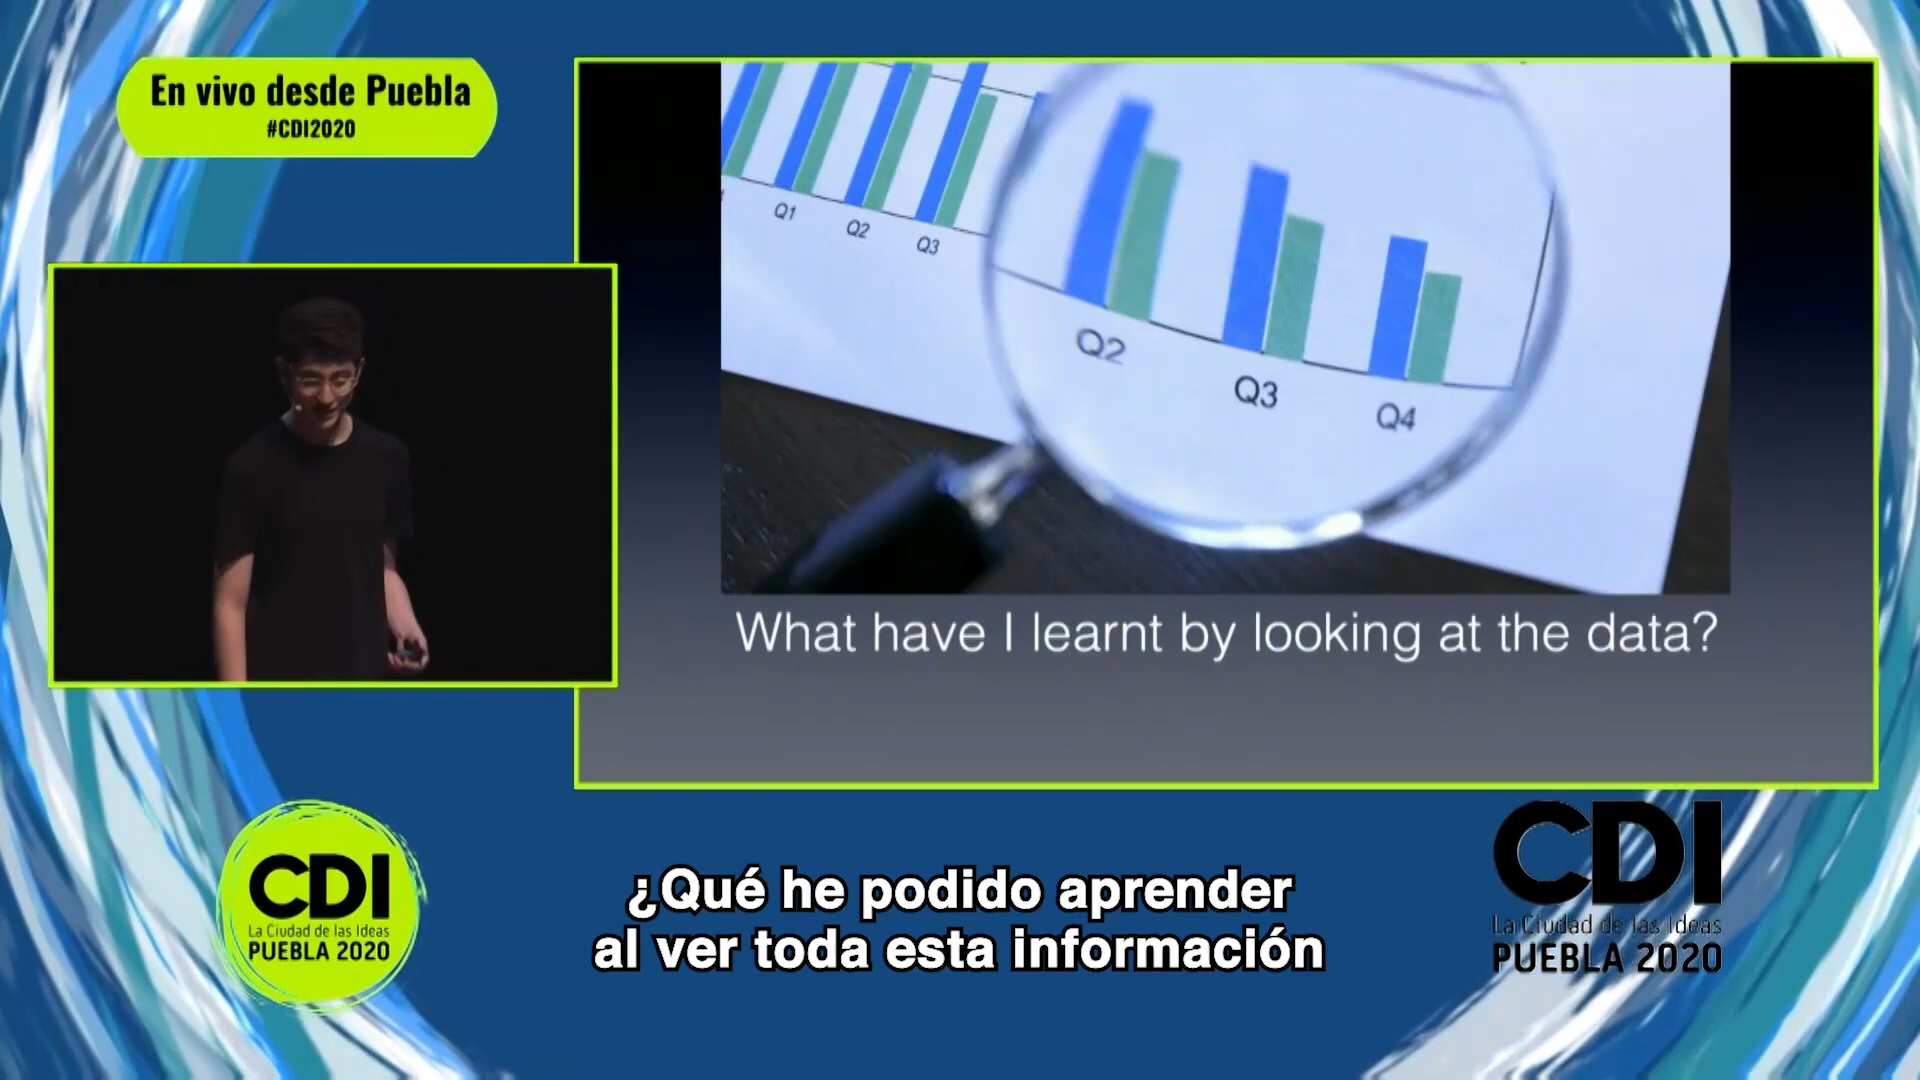 En vivo desde Puebla
#CDI2020
Q1
Q2
Q3
Q2
Q3
Q4
What have I learnt by looking at the data?
CDI
La Ciudad de las Ideas
PUEBLA 2020
¿Qué he podido aprender
al ver toda esta información
CDI
La Ciudad de las Ideas
PUEBLA 2020